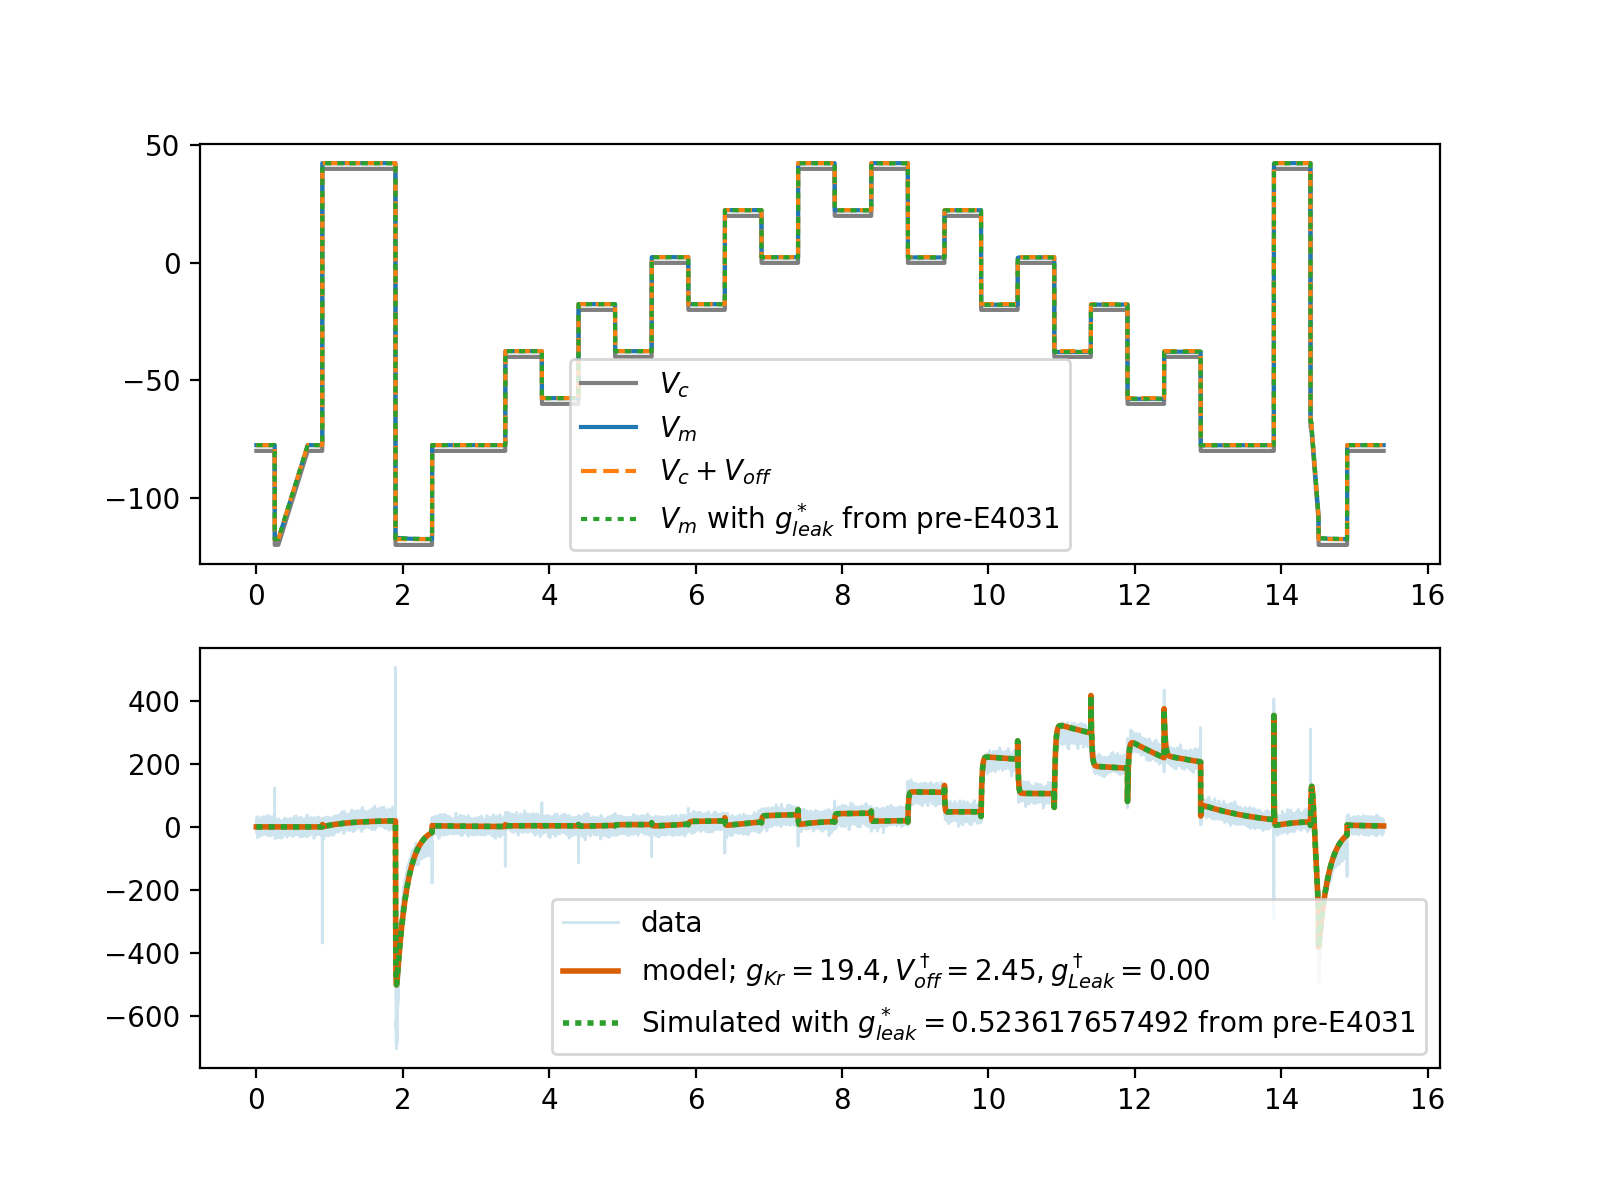 50
0
−50
−100
V_c
V_m
V_c + V_off
V_m with g*_leak from pre-E4031
0 2 4 6 8 10 12 14 16
400
200
0
−200
−400
−600
data
model; g_Kr = 19.4, V†_off = 2.45, g†_Leak = 0.00
Simulated with g*_leak = 0.523617657492 from pre-E4031
0 2 4 6 8 10 12 14 16